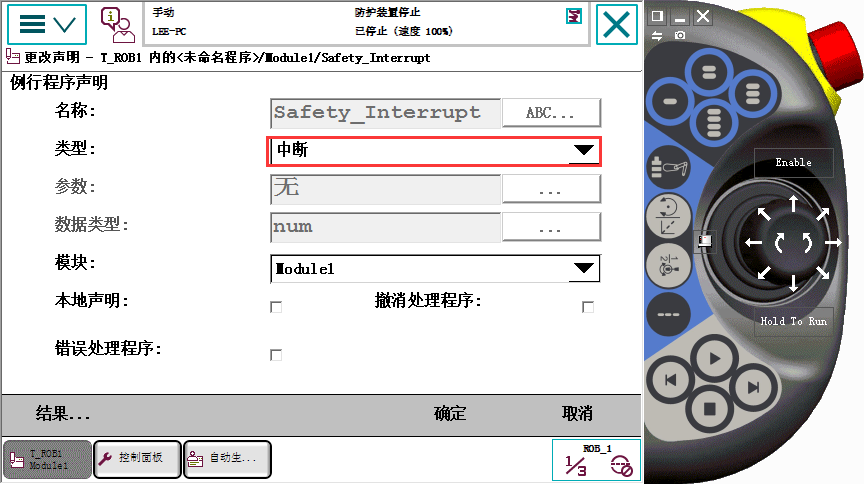 手动
LEE-PC
防护装置停止
已停止 (速度 100%)
更改声明 - T_ROB1 内的<未命名程序>/Module1/Safety_Interrupt
例行程序声明
名称: Safety_Interrupt ABC...
类型: 中断
参数: 无 ...
数据类型: num ...
模块: Module1
本地声明: 撤消处理程序:
错误处理程序:
结果... 确定 取消
T_ROB1
Module1
控制面板
自动生...
ROB_1
1/3
Enable
Hold To Run